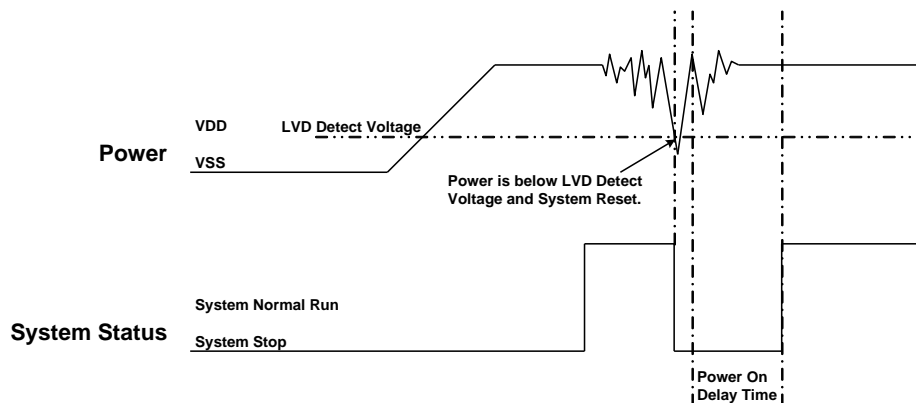 VDD
LVD Detect Voltage
Power
VSS
Power is below LVD Detect
Voltage and System Reset.
System Normal Run
System Status
System Stop
Power On
Delay Time